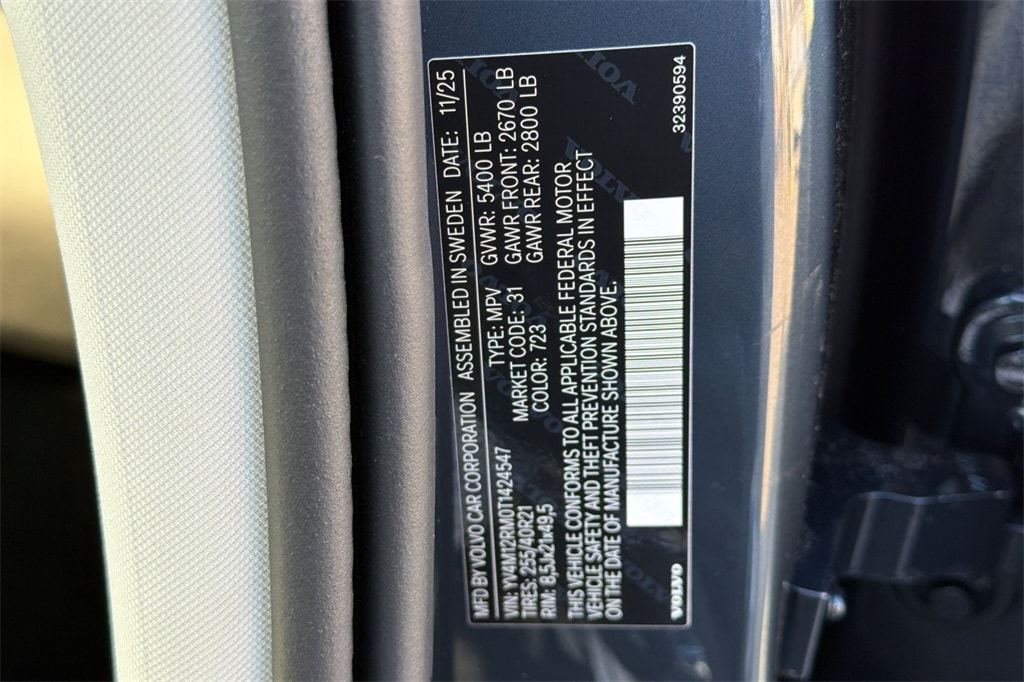 MFD BY VOLVO CAR CORPORATION ASSEMBLED IN SWEDEN DATE: 11/25
VIN: YV4M12RM0T1424547 TYPE: MPV GVWR: 5400 LB
TIRES: 255/40R21 MARKET CODE: 31 GAWR FRONT: 2670 LB
RIM: 8,5Jx21x49,5 COLOR: 723 GAWR REAR: 2800 LB
THIS VEHICLE CONFORMS TO ALL APPLICABLE FEDERAL MOTOR
VEHICLE SAFETY AND THEFT PREVENTION STANDARDS IN EFFECT
ON THE DATE OF MANUFACTURE SHOWN ABOVE.
VOLVO 32390594